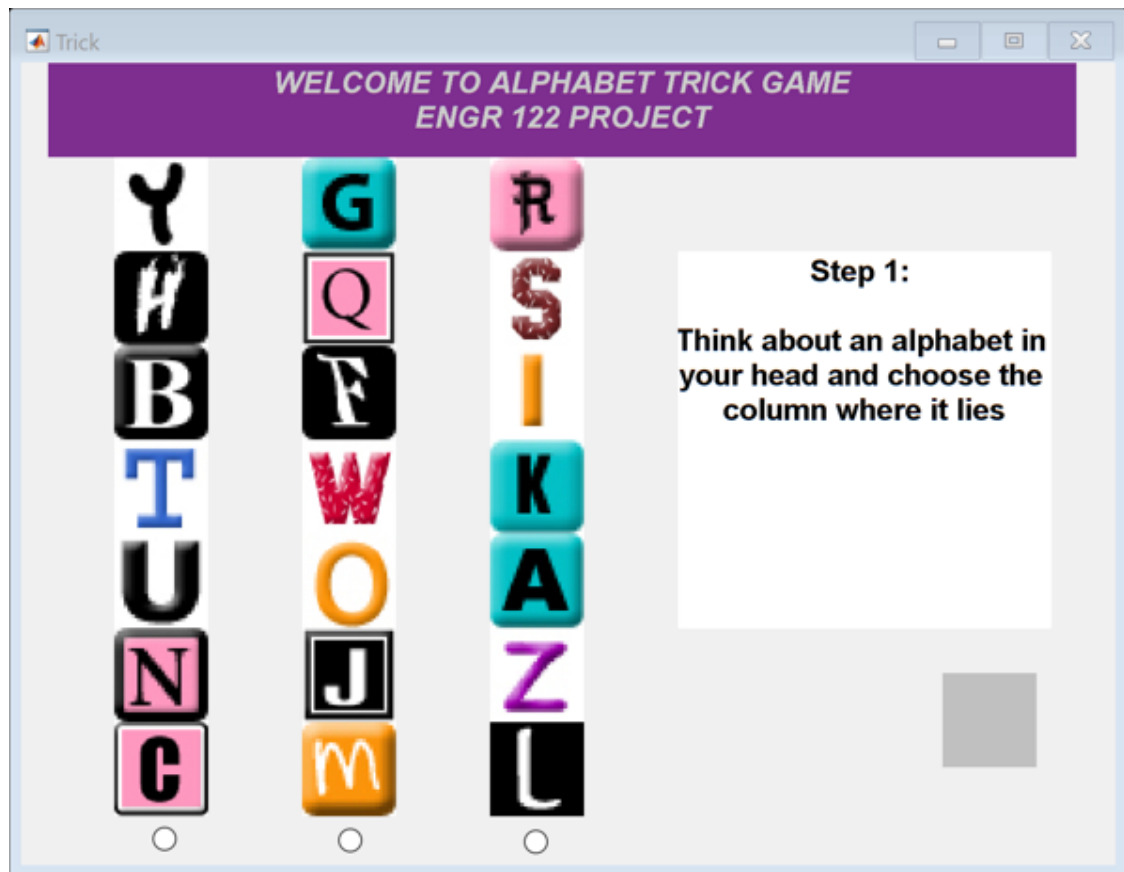 Trick
WELCOME TO ALPHABET TRICK GAME
ENGR 122 PROJECT
Y G R
H Q S
B F I
T W K
U O A
N J Z
C M L
Step 1:
Think about an alphabet in
your head and choose the
column where it lies